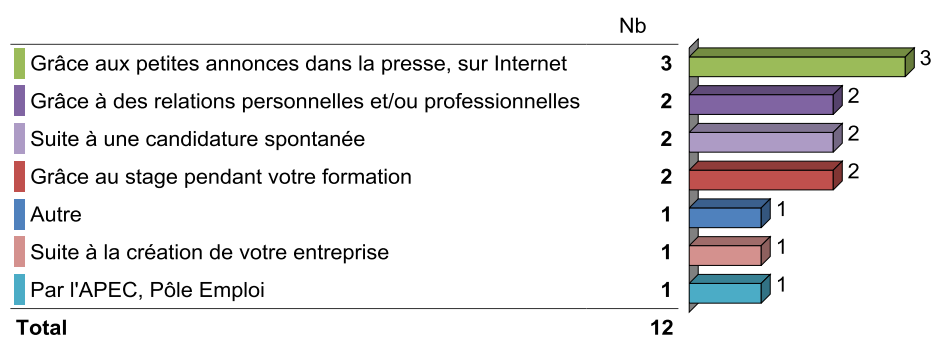 Nb
Grâce aux petites annonces dans la presse, sur Internet 3 3
Grâce à des relations personnelles et/ou professionnelles 2 2
Suite à une candidature spontanée 2 2
Grâce au stage pendant votre formation 2 2
Autre 1 1
Suite à la création de votre entreprise 1 1
Par l'APEC, Pôle Emploi 1 1
Total 12